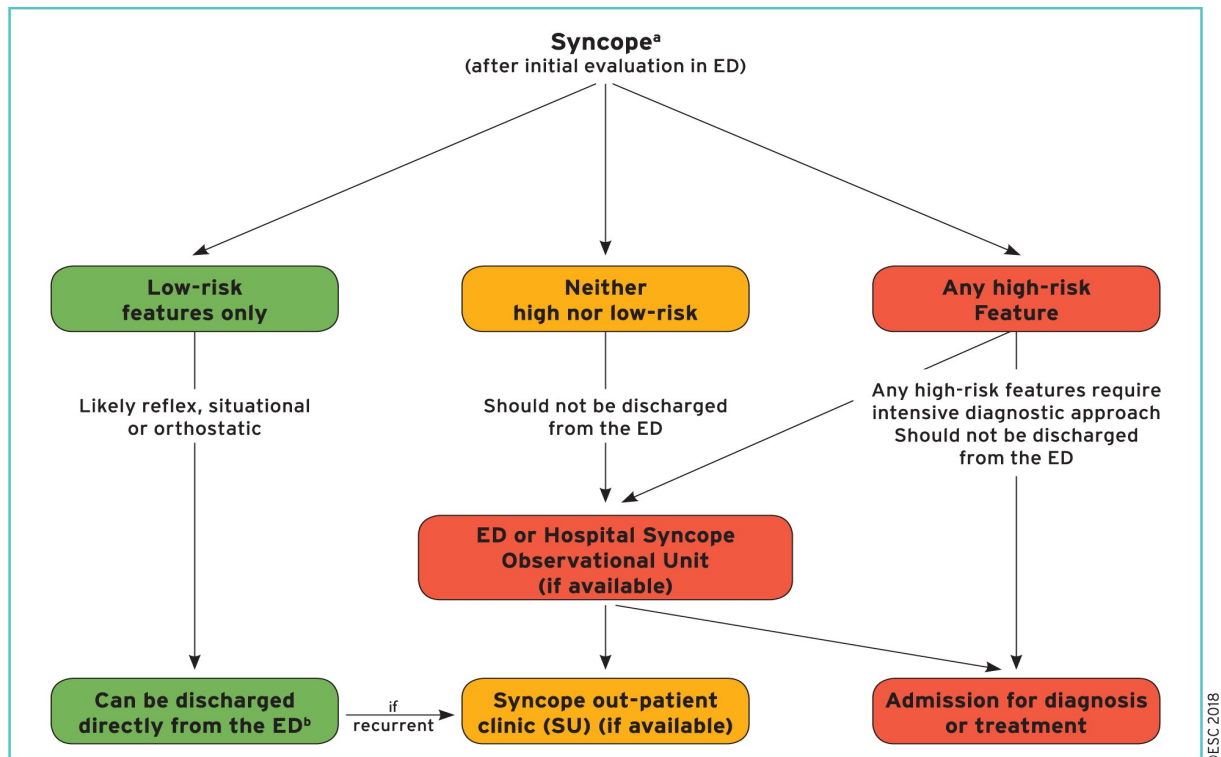 Syncopeᵃ
(after initial evaluation in ED)
Low-risk
features only
Neither
high nor low-risk
Any high-risk
Feature
Likely reflex, situational
or orthostatic
Should not be discharged
from the ED
Any high-risk features require
intensive diagnostic approach
Should not be discharged
from the ED
ED or Hospital Syncope
Observational Unit
(if available)
Can be discharged
directly from the EDᵇ
if
recurrent
Syncope out-patient
clinic (SU) (if available)
Admission for diagnosis
or treatment
©ESC 2018